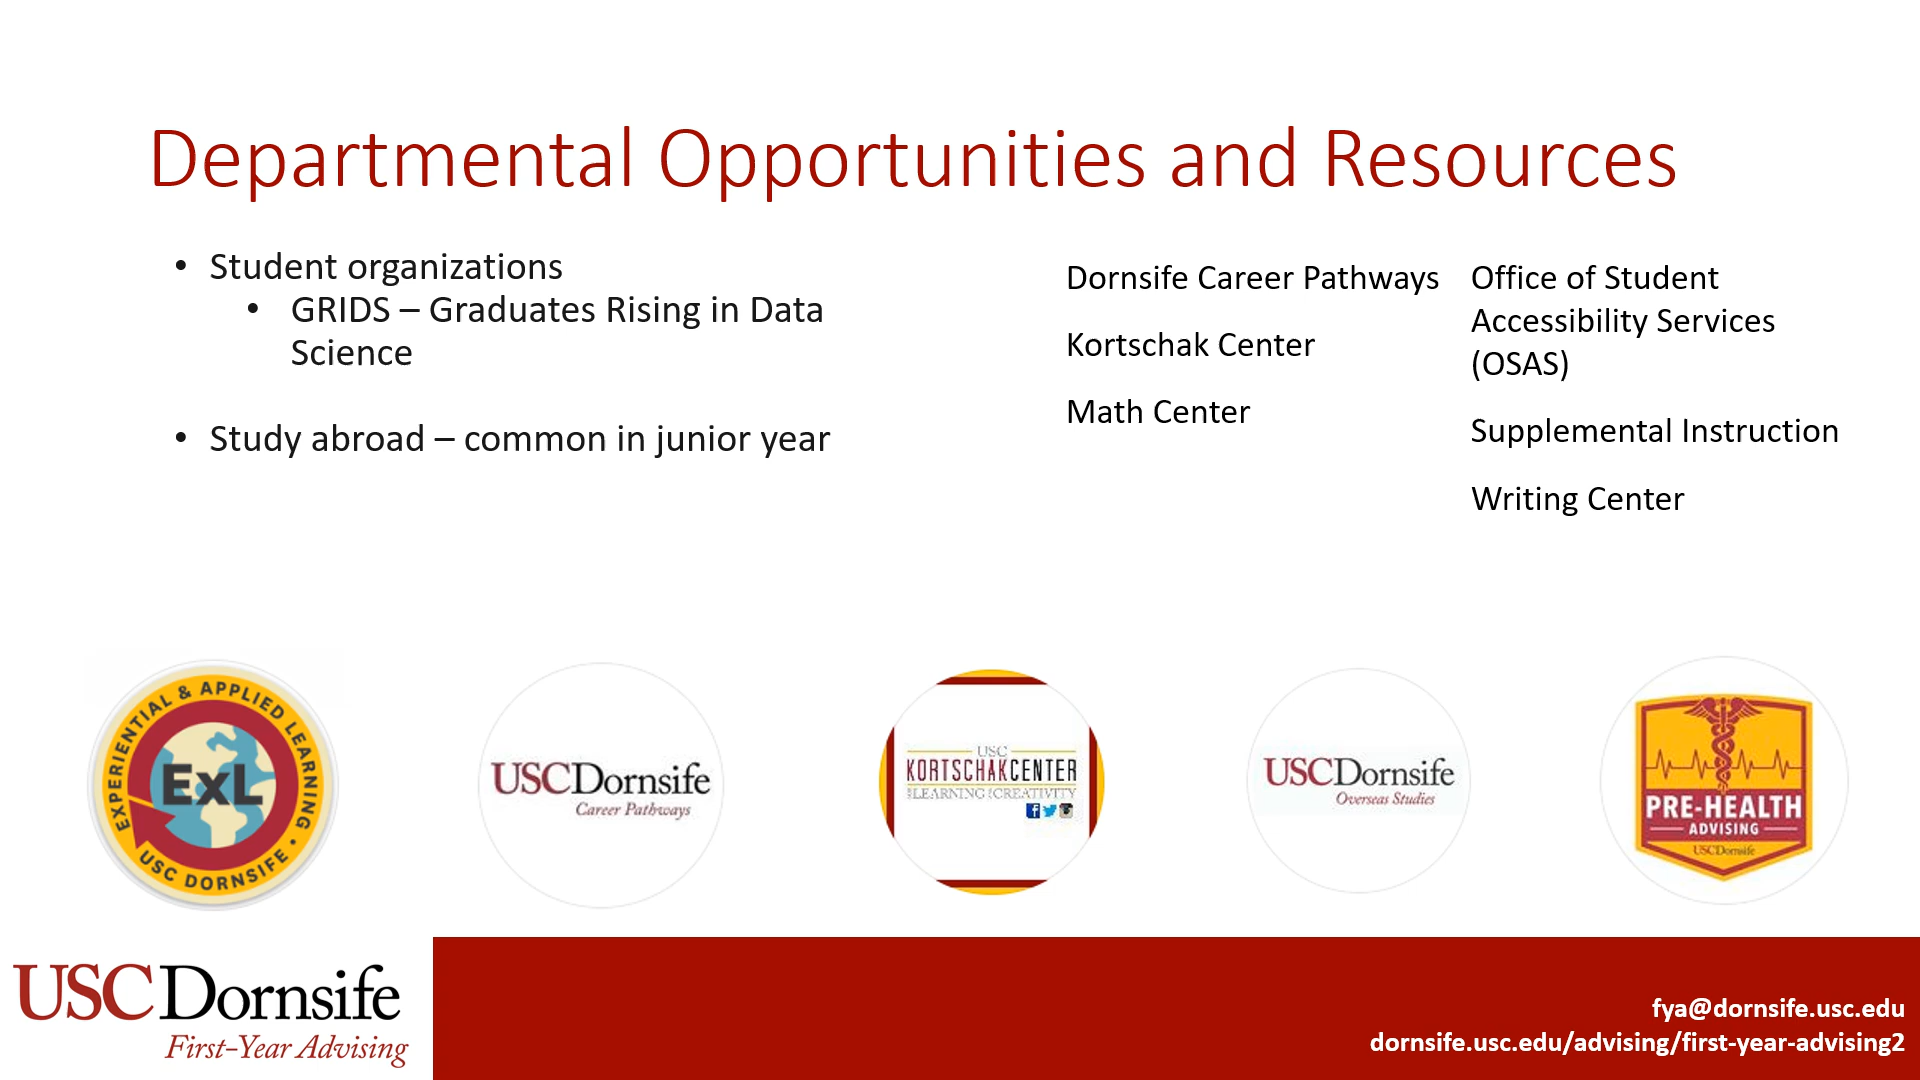 Departmental Opportunities and Resources
• Student organizations
• GRIDS – Graduates Rising in Data
Science
• Study abroad – common in junior year
Dornsife Career Pathways
Kortschak Center
Math Center
Office of Student
Accessibility Services
(OSAS)
Supplemental Instruction
Writing Center
EXPERIENTIAL & APPLIED LEARNING •
ExL
USC DORNSIFE •
USCDornsife
Career Pathways
USC
KORTSCHAKCENTER
LEARNING CREATIVITY
USCDornsife
Overseas Studies
PRE-HEALTH
ADVISING
USCDornsife
USCDornsife
First-Year Advising
fya@dornsife.usc.edu
dornsife.usc.edu/advising/first-year-advising2